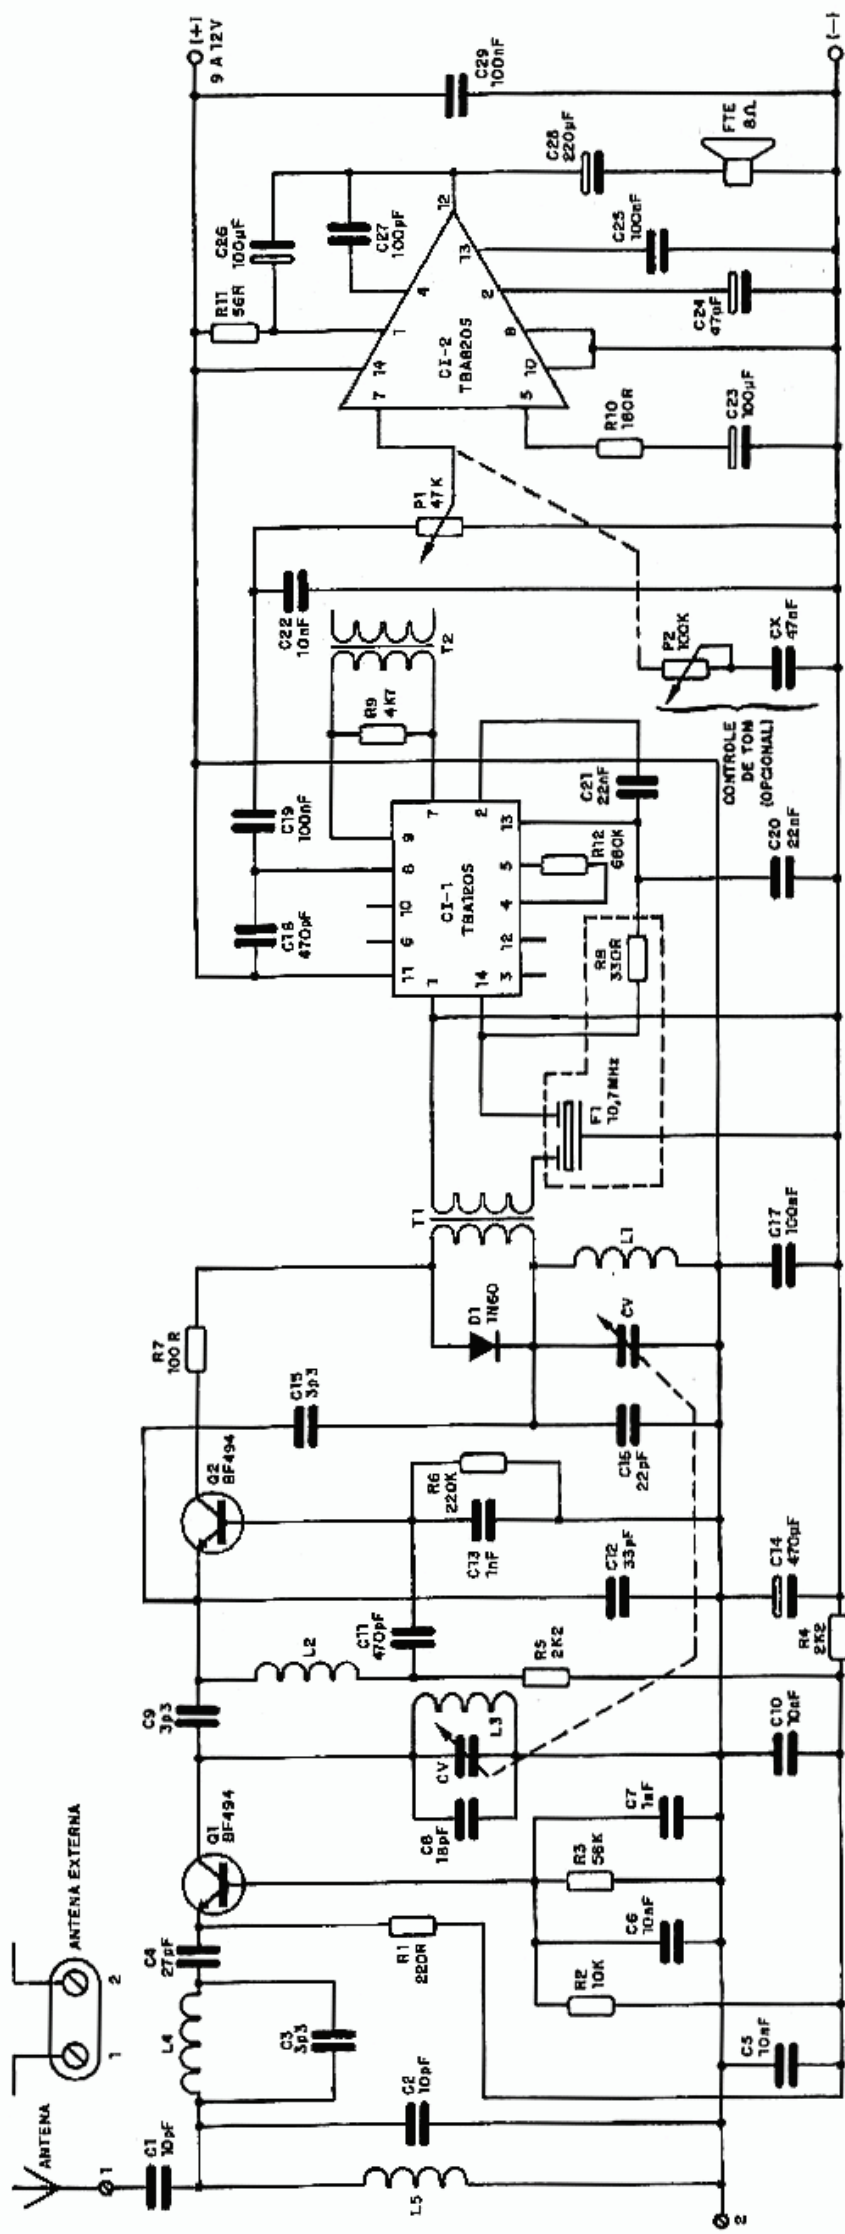 ANTENA
1
C1
10pF
1
2
ANTENA EXTERNA
L4
C4
27pF
C3
3p3
C2
10pF
L5
2
R1
220R
Q1
BF494
C9
3p3
R2
10K
C6
10nF
R3
56K
C7
1nF
C5
10nF
C8
18pF
CV
L3
C10
10nF
L2
C11
470pF
R5
2K2
R4
2K2
Q2
BF494
R7
100R
C15
3p3
C13
1nF
R6
220K
C12
33pF
C14
470µF
C16
22pF
D1
1N60
CV
L1
T1
C17
100nF
F1
10,7MHz
R8
330R
C18
470pF
C19
100nF
11
6
10
8
9
1
14
7
2
3
12
4
5
13
CI-1
TBA120S
R12
680K
C21
22nF
C20
22nF
R9
4K7
T2
C22
10nF
P1
47K
P2
100K
CX
47nF
CONTROLE
DE TOM
(OPCIONAL)
7
14
1
4
12
5
10
8
2
13
CI-2
TBA820S
R11
56R
C26
100µF
C27
100pF
R10
180R
C23
100µF
C24
47µF
C25
100nF
C28
220µF
FTE
8Ω
C29
100nF
(+)
9 A 12V
(-)